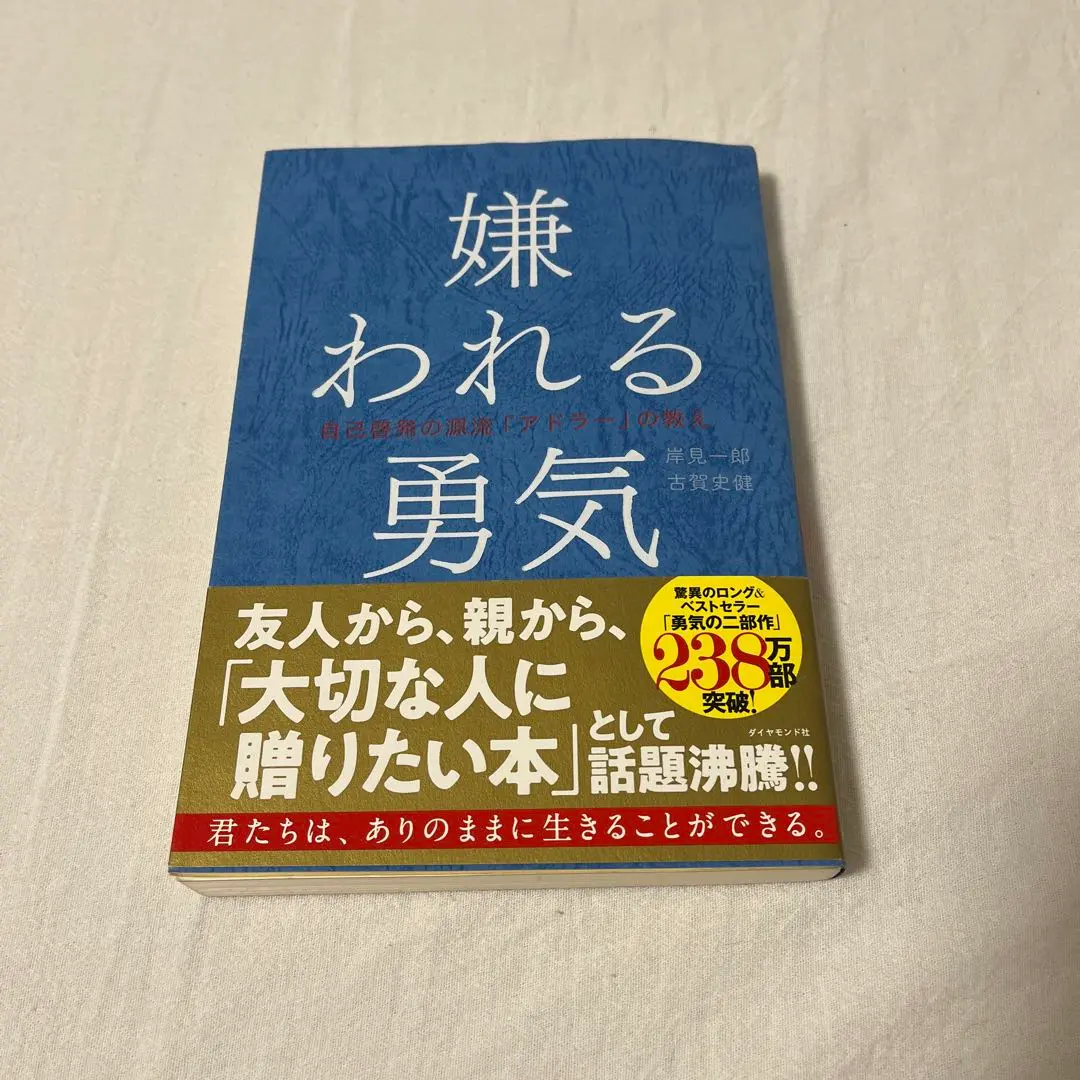 嫌
われる
自己啓発の源流「アドラー」の教え
勇気
岸見一郎
古賀史健
驚異のロング&
ベストセラー
「勇気の二部作」
238万部
突破!
友人から、親から、
「大切な人に
贈りたい本」として
話題沸騰!!
ダイヤモンド社
君たちは、ありのままに生きることができる。